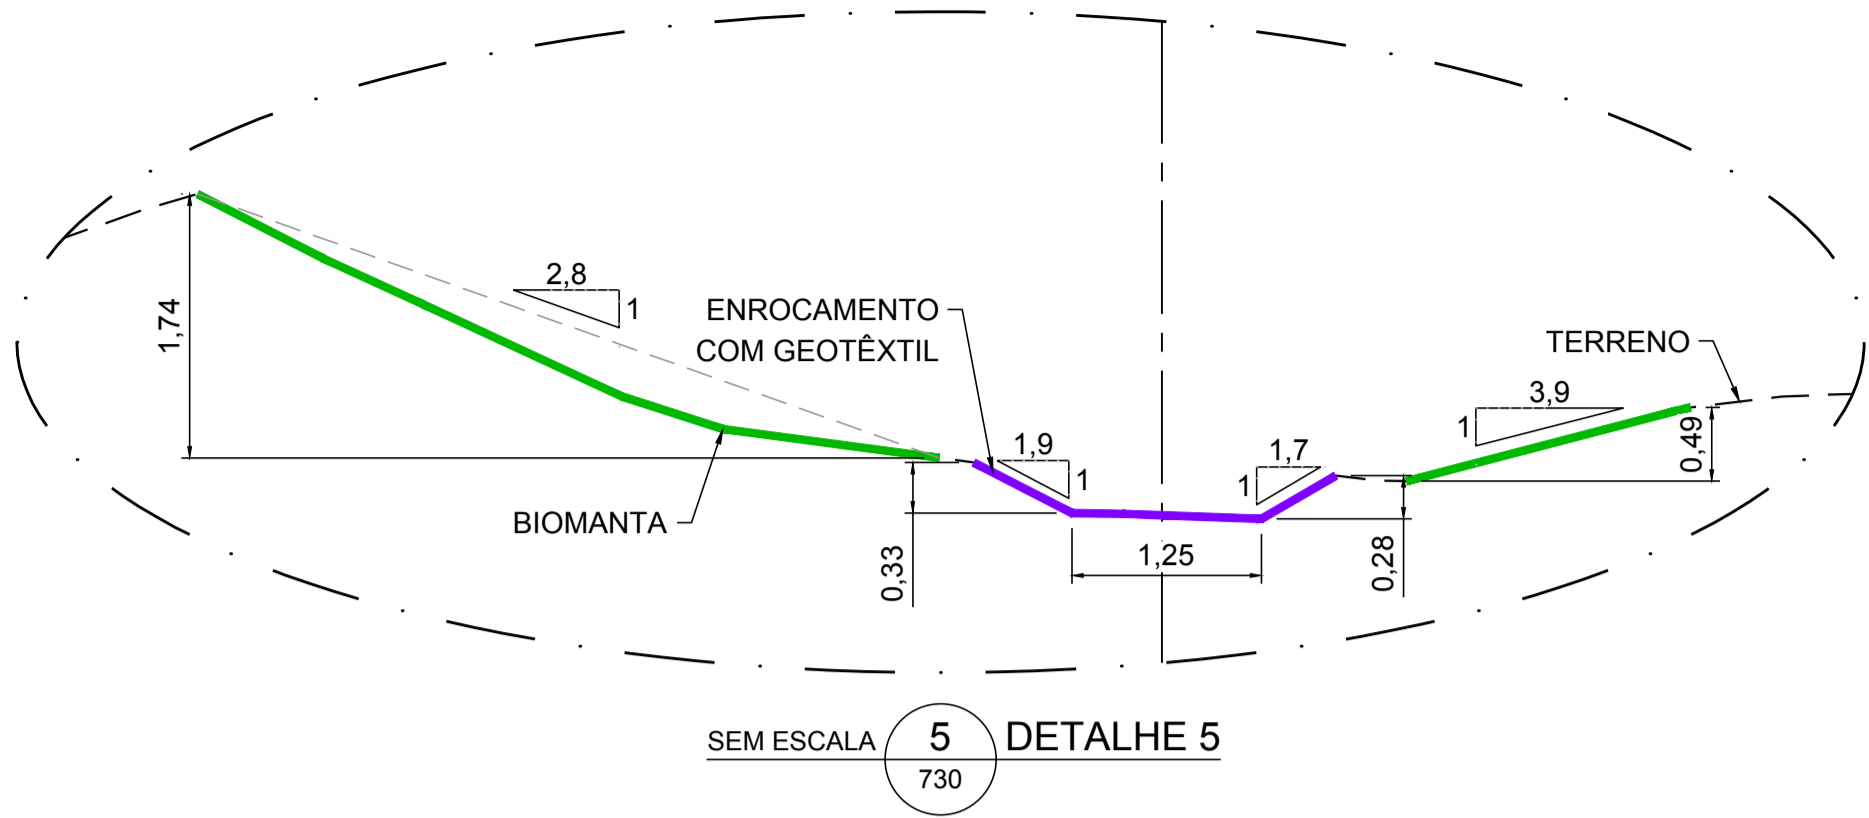 2,8
1
1,74
ENROCAMENTO
COM GEOTÊXTIL
TERRENO
3,9
1
0,49
1,9
1
1,7
1
BIOMANTA
0,33
1,25
0,28
SEM ESCALA
5
730
DETALHE 5